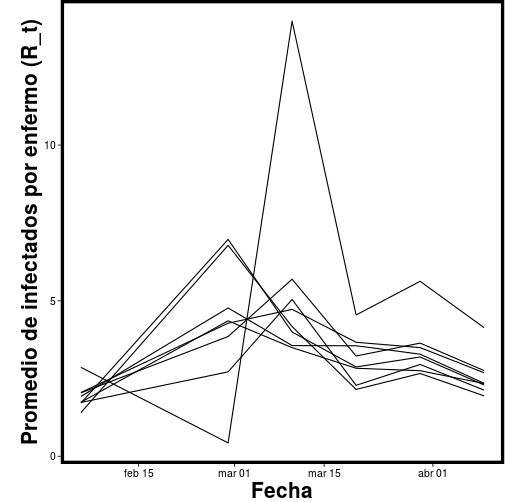 Promedio de infectados por enfermo (R_t)
10
5
0
feb 15 mar 01 mar 15 abr 01
Fecha